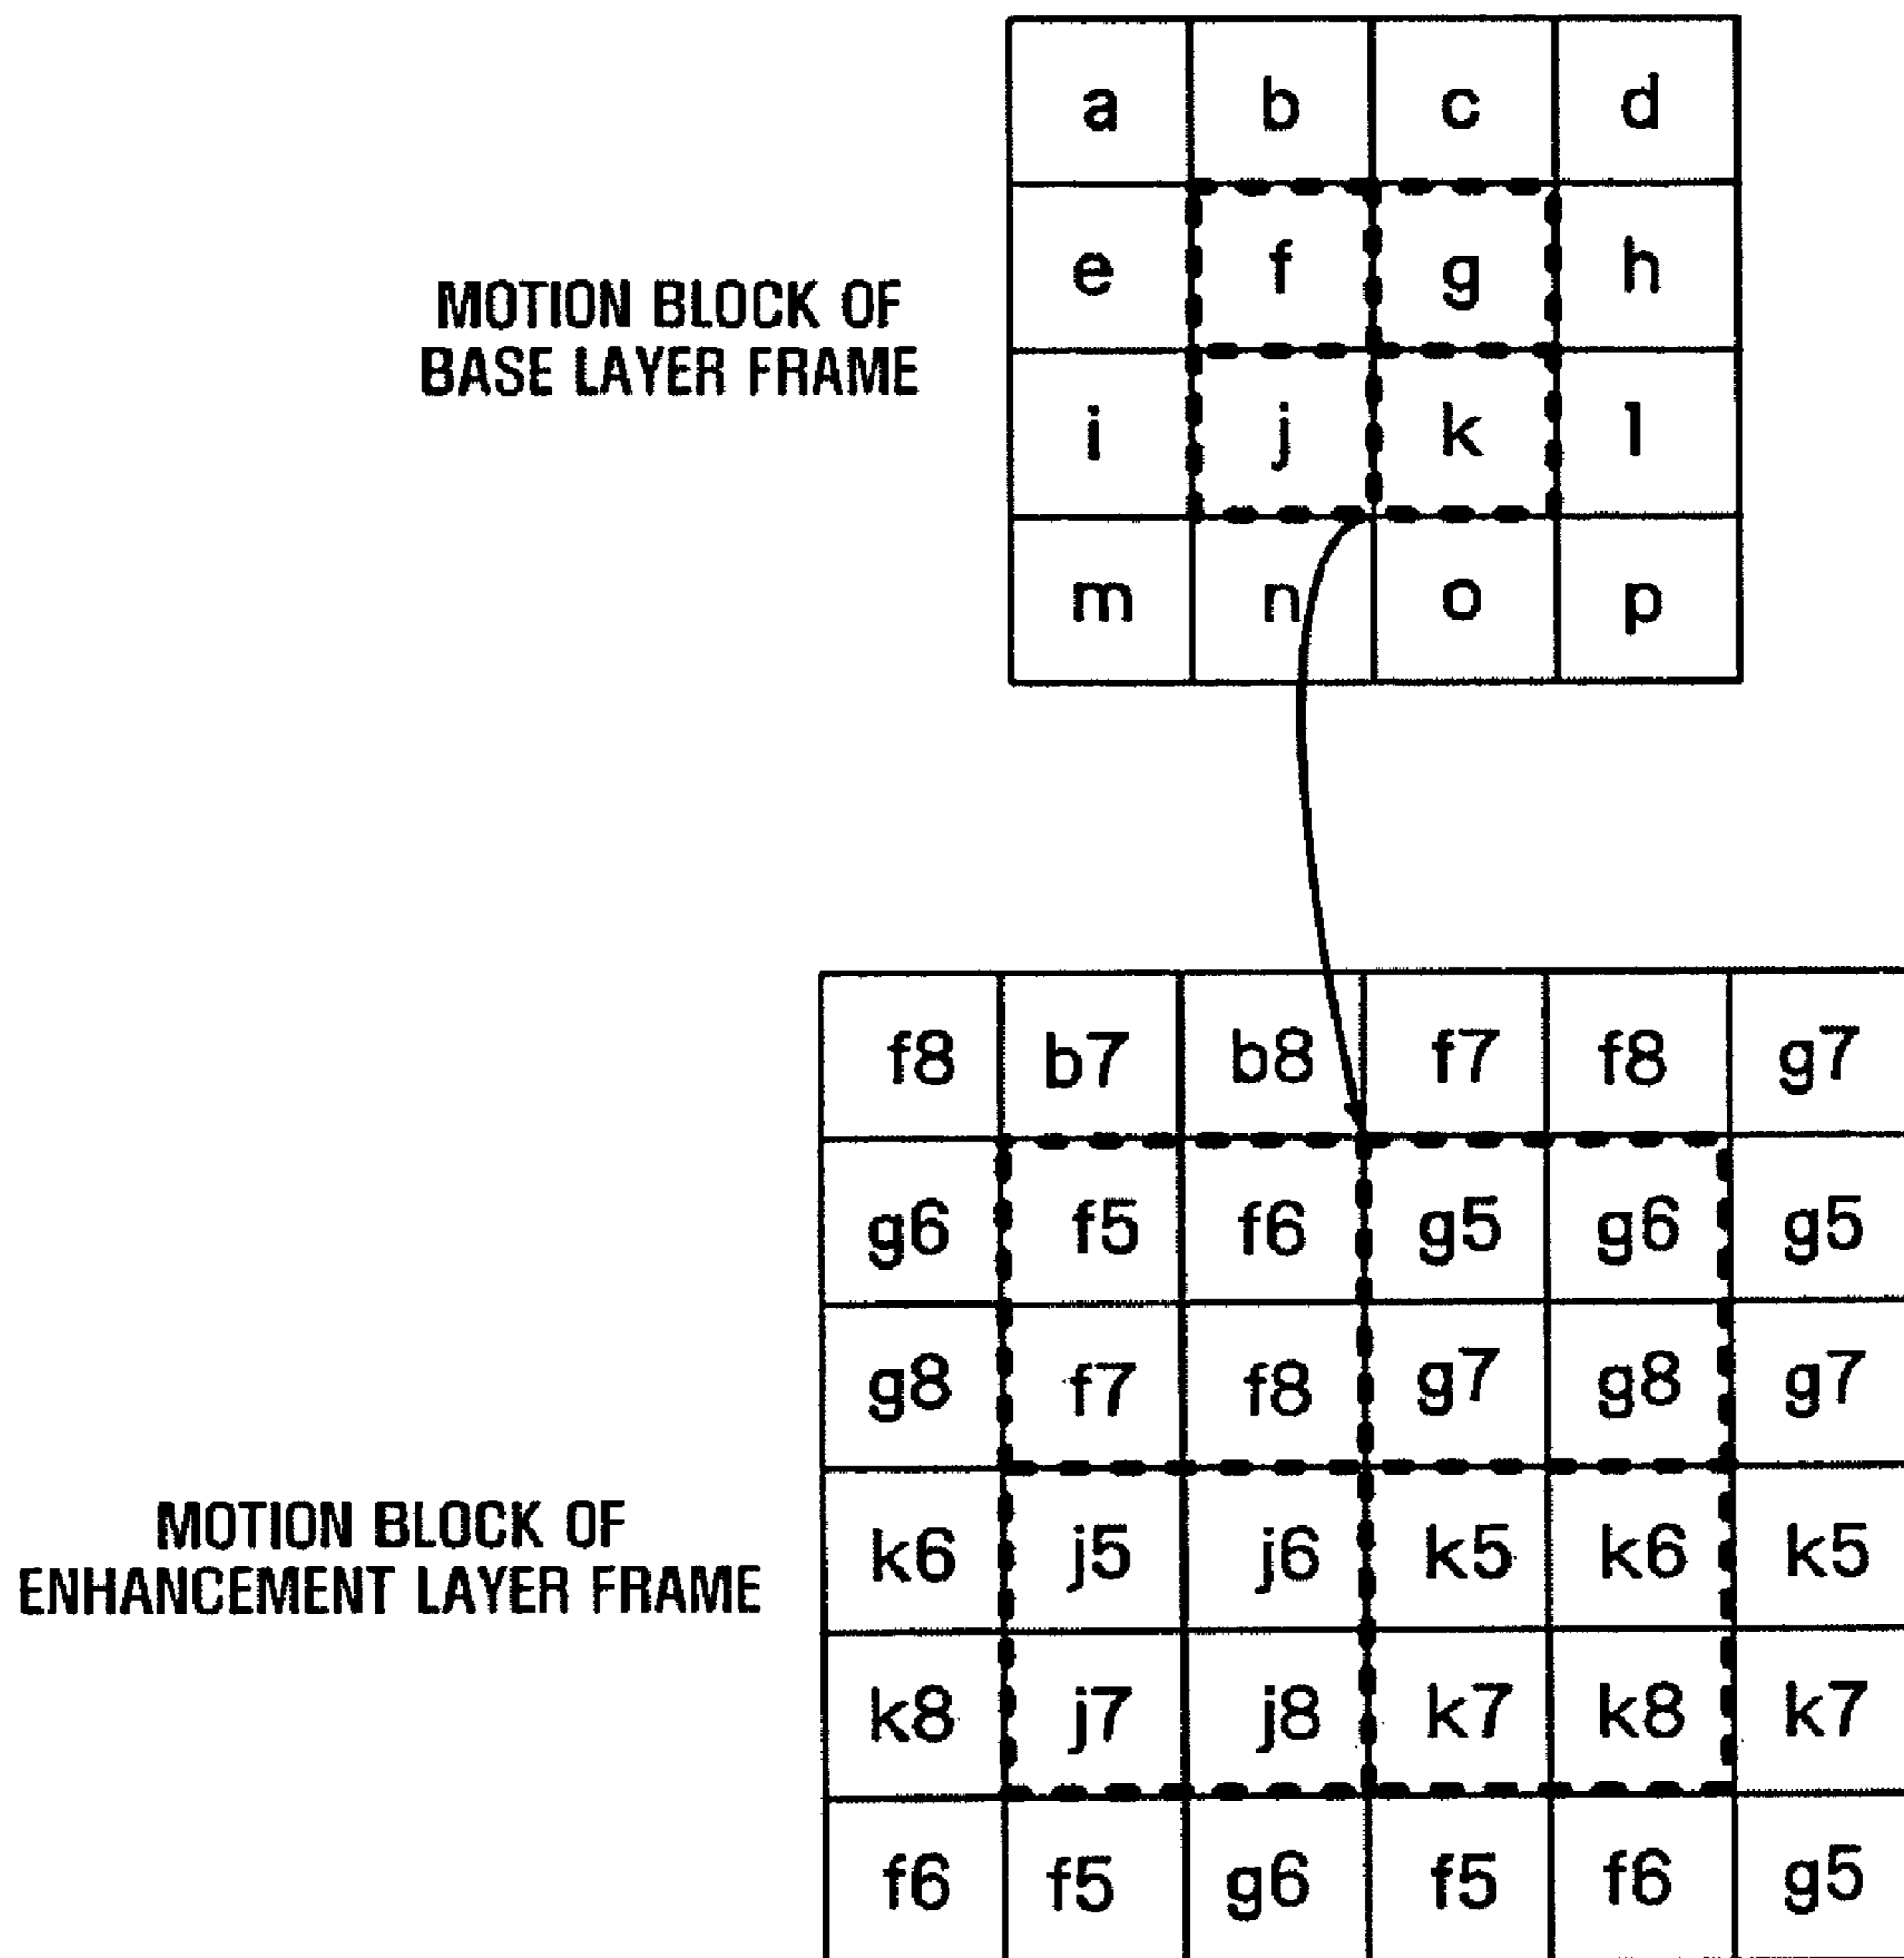 a b c d
MOTION BLOCK OF
BASE LAYER FRAME
e f g h
i j k l
m n o p
f8 b7 b8 f7 f8 g7
g6 f5 f6 g5 g6 g5
g8 f7 f8 g7 g8 g7
MOTION BLOCK OF
ENHANCEMENT LAYER FRAME
k6 j5 j6 k5 k6 k5
k8 j7 j8 k7 k8 k7
f6 f5 g6 f5 f6 g5